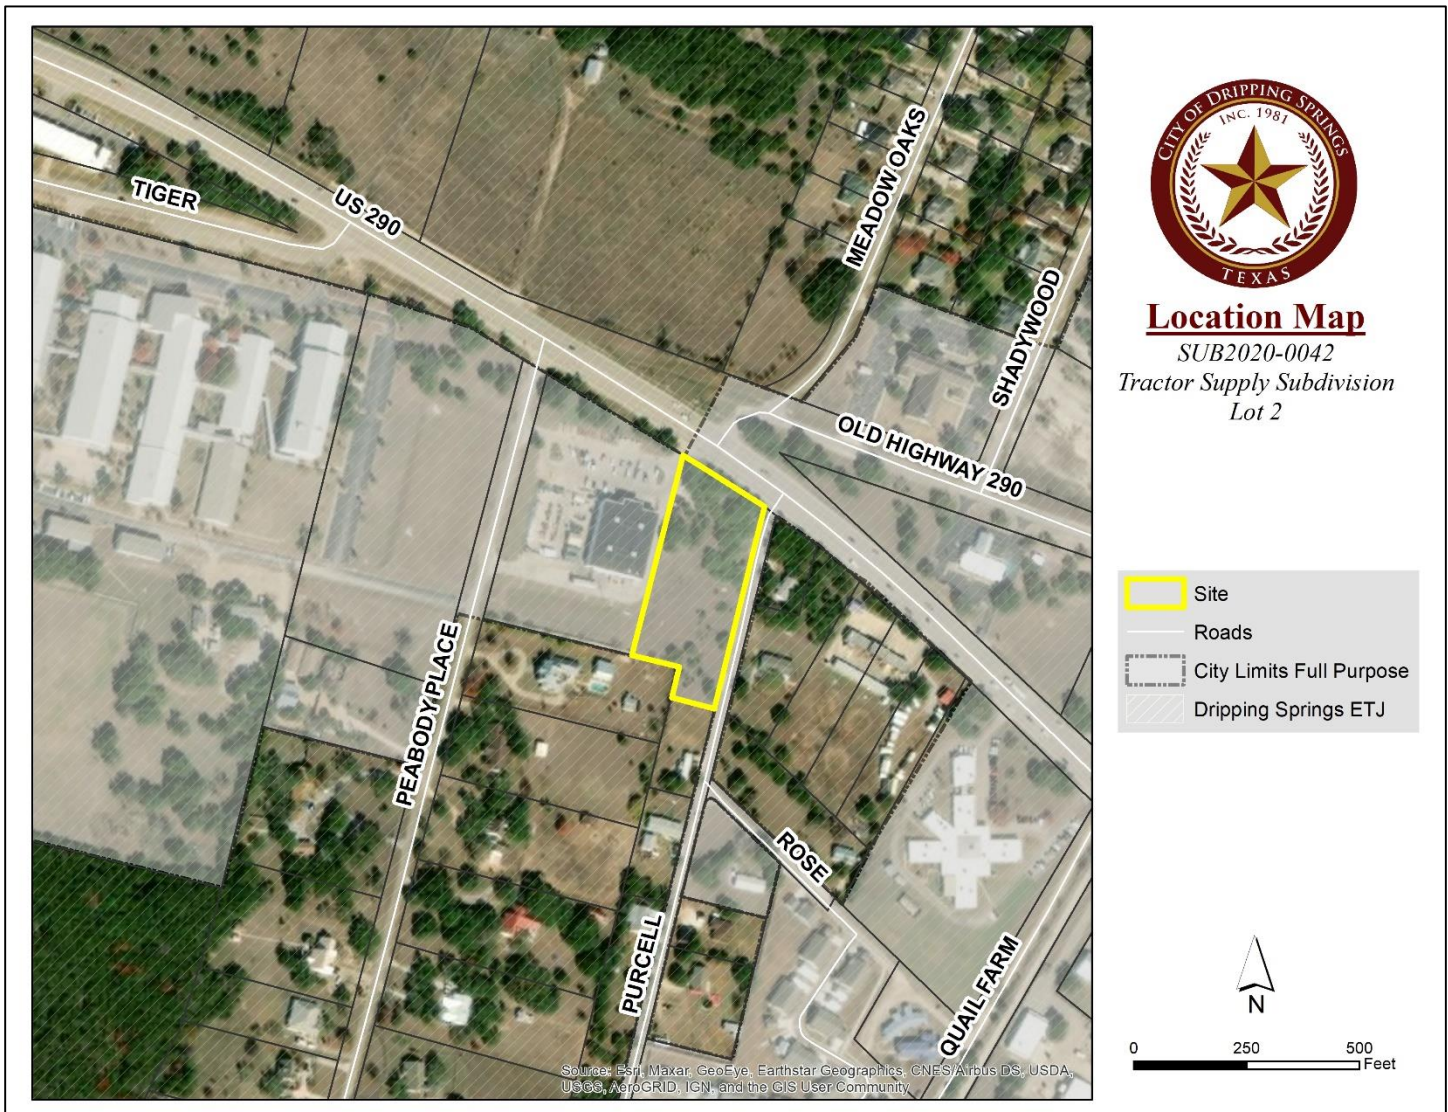 TIGER
US 290
MEADOW OAKS
SHADYWOOD
OLD HIGHWAY 290
PEABODY PLACE
PURCELL
ROSE
QUAIL FARM
Source: Esri, Maxar, GeoEye, Earthstar Geographics, CNES/Airbus DS, USDA,
USGS, AeroGRID, IGN, and the GIS User Community
CITY OF DRIPPING SPRINGS
INC. 1981
TEXAS
Location Map
SUB2020-0042
Tractor Supply Subdivision
Lot 2
Site
Roads
City Limits Full Purpose
Dripping Springs ETJ
N
0 250 500
Feet